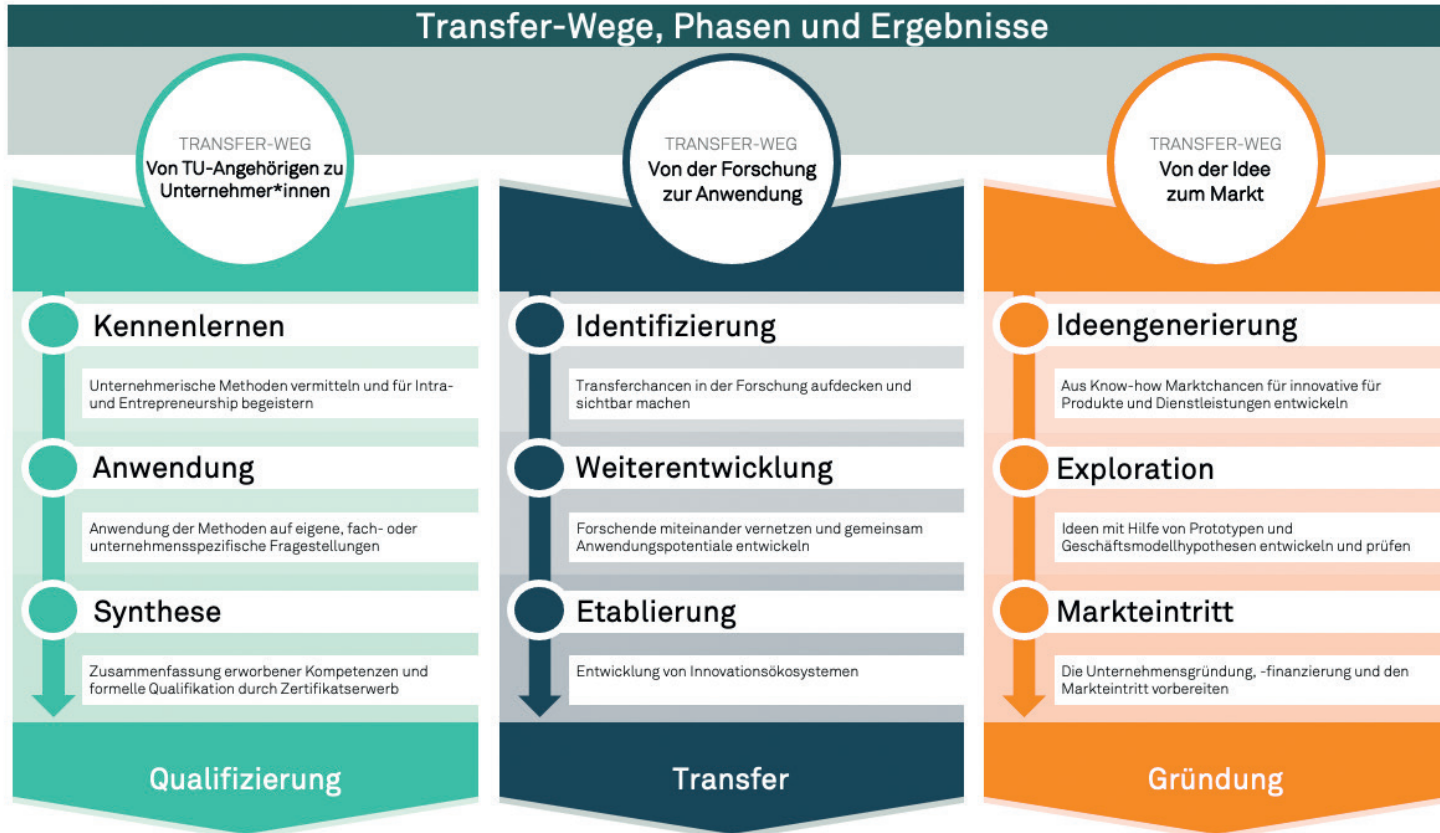 Transfer-Wege, Phasen und Ergebnisse
TRANSFER-WEG
Von TU-Angehörigen zu
Unternehmer*innen
Kennenlernen
Unternehmerische Methoden vermitteln und für Intra-
und Entrepreneurship begeistern
Anwendung
Anwendung der Methoden auf eigene, fach- oder
unternehmensspezifische Fragestellungen
Synthese
Zusammenfassung erworbener Kompetenzen und
formelle Qualifikation durch Zertifikatserwerb
Qualifizierung
TRANSFER-WEG
Von der Forschung
zur Anwendung
Identifizierung
Transferchancen in der Forschung aufdecken und
sichtbar machen
Weiterentwicklung
Forschende miteinander vernetzen und gemeinsam
Anwendungspotentiale entwickeln
Etablierung
Entwicklung von Innovationsökosystemen
Transfer
TRANSFER-WEG
Von der Idee
zum Markt
Ideengenerierung
Aus Know-how Marktchancen für innovative für
Produkte und Dienstleistungen entwickeln
Exploration
Ideen mit Hilfe von Prototypen und
Geschäftsmodellhypothesen entwickeln und prüfen
Markteintritt
Die Unternehmensgründung, -finanzierung und den
Markteintritt vorbereiten
Gründung